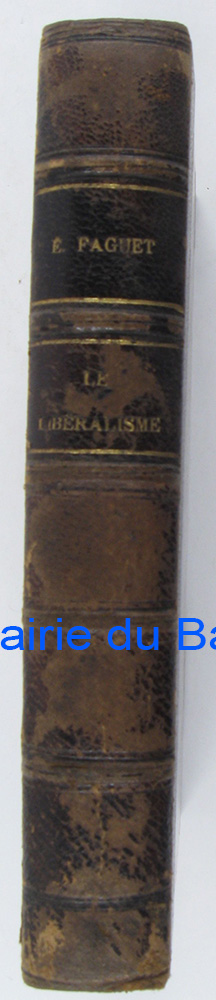 É. FAGUET
LE
LIBÉRALISME
airie du Ba